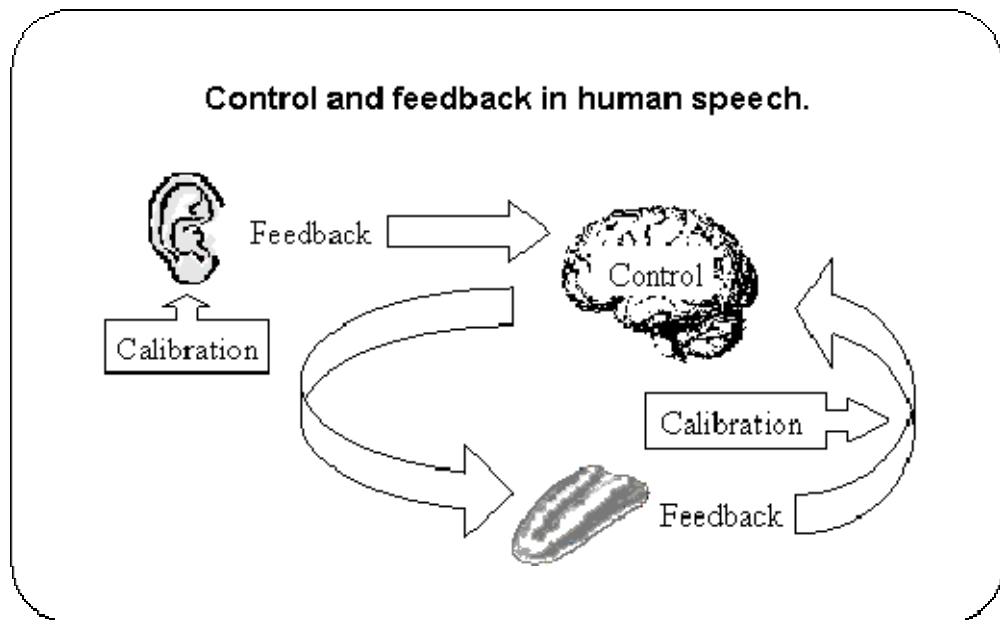 Control and feedback in human speech.
Feedback
Control
Calibration
Calibration
Feedback